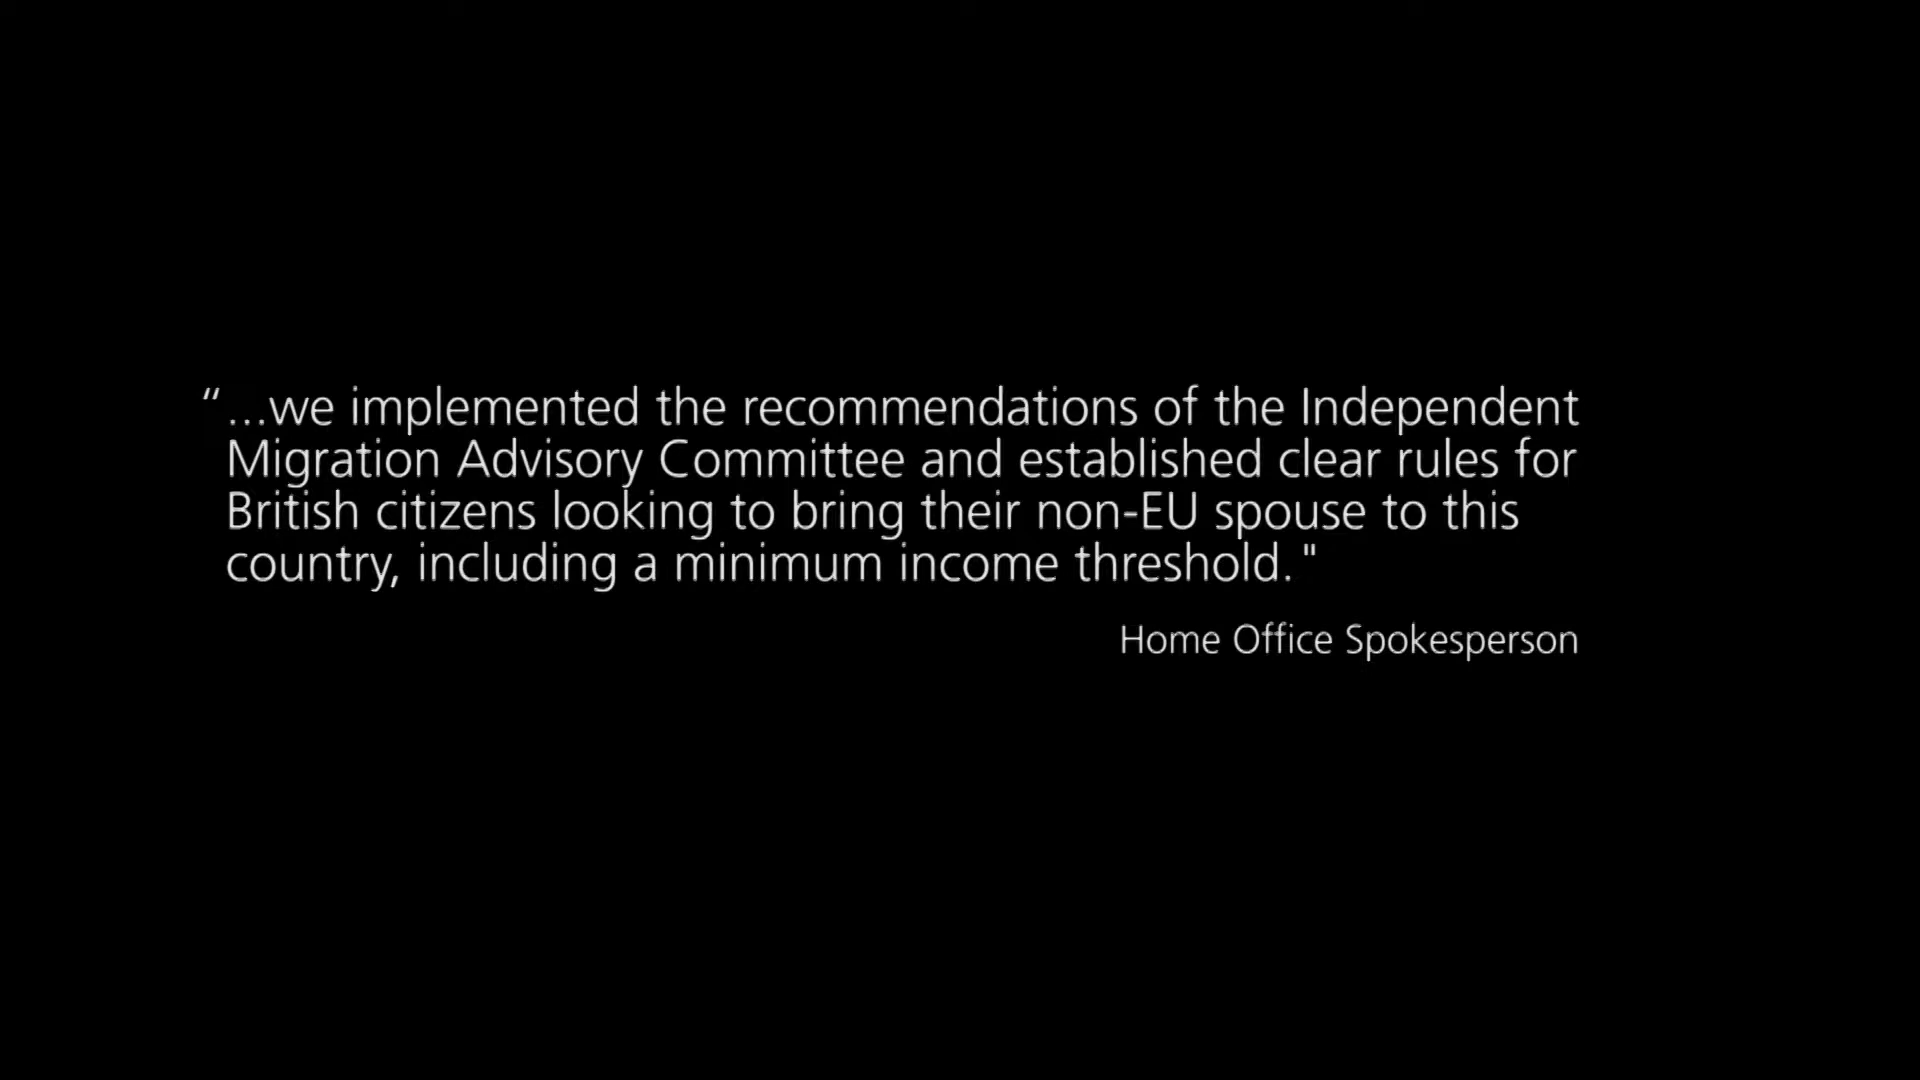 “...we implemented the recommendations of the Independent
Migration Advisory Committee and established clear rules for
British citizens looking to bring their non-EU spouse to this
country, including a minimum income threshold."
Home Office Spokesperson